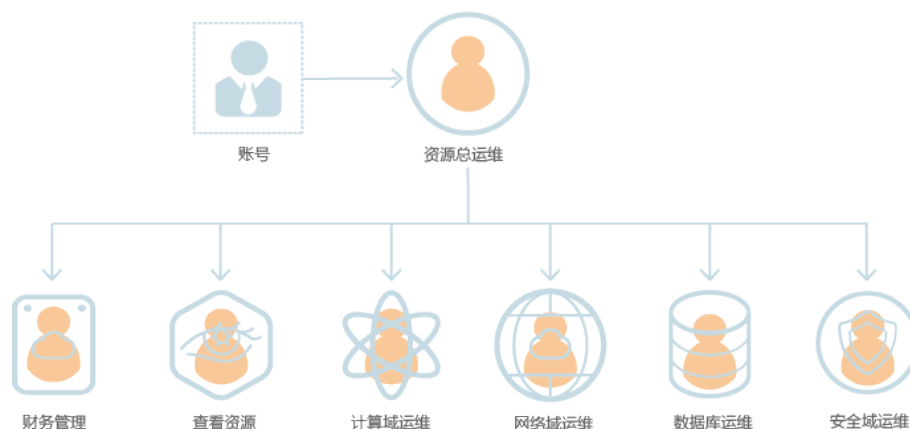 账号
资源总运维
财务管理
查看资源
计算域运维
网络域运维
数据库运维
安全域运维